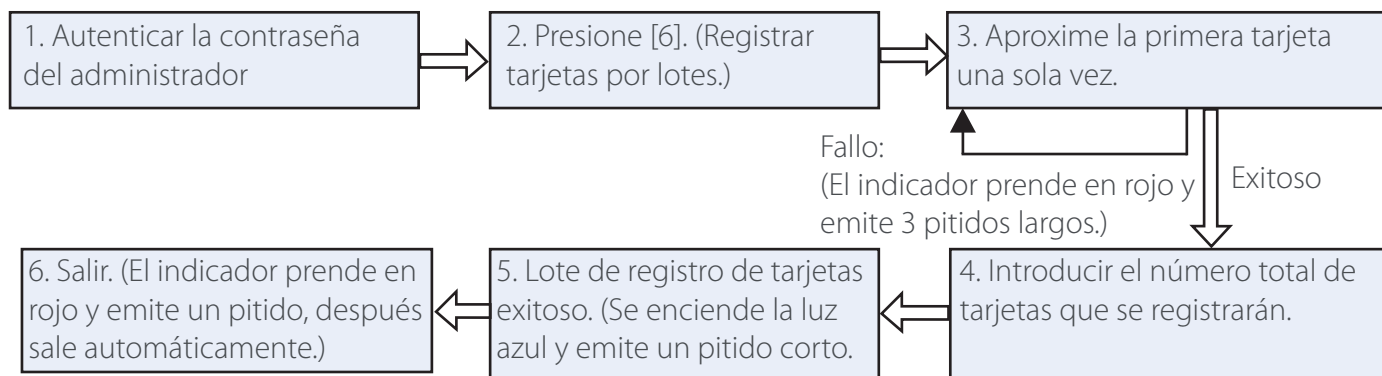 1. Autenticar la contraseña
del administrador
2. Presione [6]. (Registrar
tarjetas por lotes.)
3. Aproxime la primera tarjeta
una sola vez.
Fallo:
(El indicador prende en rojo y
emite 3 pitidos largos.)
Exitoso
4. Introducir el número total de
tarjetas que se registrarán.
5. Lote de registro de tarjetas
exitoso. (Se enciende la luz
azul y emite un pitido corto.
6. Salir. (El indicador prende en
rojo y emite un pitido, después
sale automáticamente.)